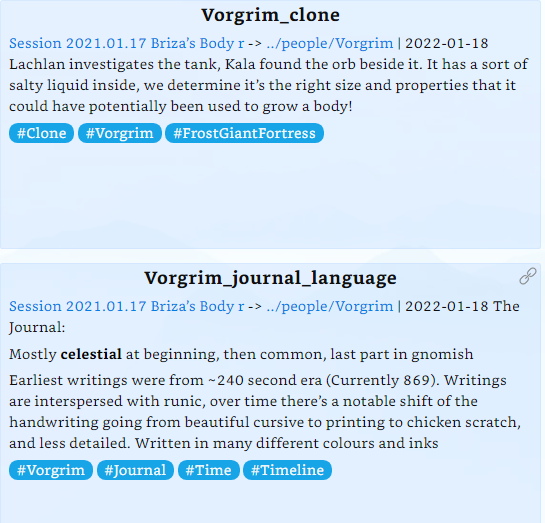 Vorgrim_clone
Session 2021.01.17 Briza's Body r -> ../people/Vorgrim | 2022-01-18
Lachlan investigates the tank, Kala found the orb beside it. It has a sort of
salty liquid inside, we determine it's the right size and properties that it
could have potentially been used to grow a body!
#Clone #Vorgrim #FrostGiantFortress
Vorgrim_journal_language
Session 2021.01.17 Briza's Body r -> ../people/Vorgrim | 2022-01-18 The
Journal:
Mostly celestial at beginning, then common, last part in gnomish
Earliest writings were from ~240 second era (Currently 869). Writings
are interspersed with runic, over time there's a notable shift of the
handwriting going from beautiful cursive to printing to chicken scratch,
and less detailed. Written in many different colours and inks
#Vorgrim #Journal #Time #Timeline